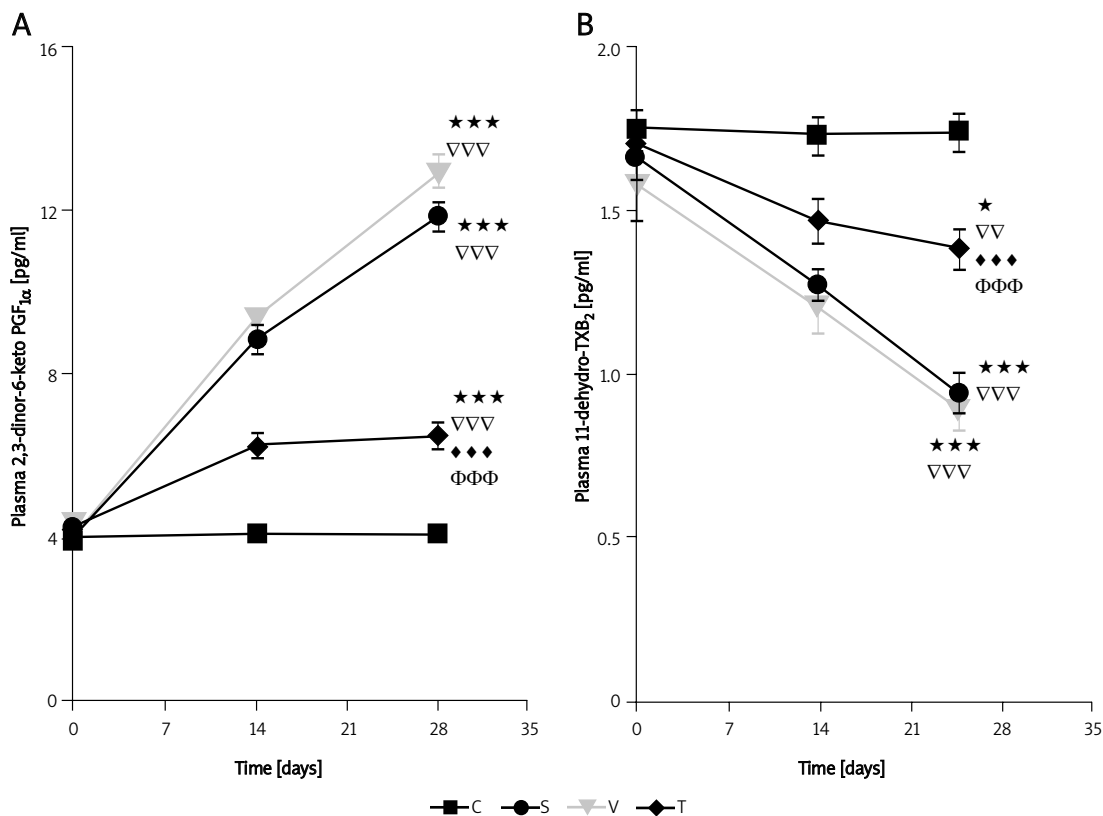 A
Plasma 2,3-dinor-6-keto PGF1α [pg/ml]
16
12
8
4
0
★★★
▽▽▽
★★★
▽▽▽
★★★
▽▽▽
♦♦♦
ΦΦΦ
0 7 14 21 28 35
Time [days]
B
Plasma 11-dehydro-TXB2 [pg/ml]
2.0
1.5
1.0
0.5
0
★
▽▽
♦♦♦
ΦΦΦ
★★★
▽▽▽
★★★
▽▽▽
0 7 14 21 28 35
Time [days]
C S V T